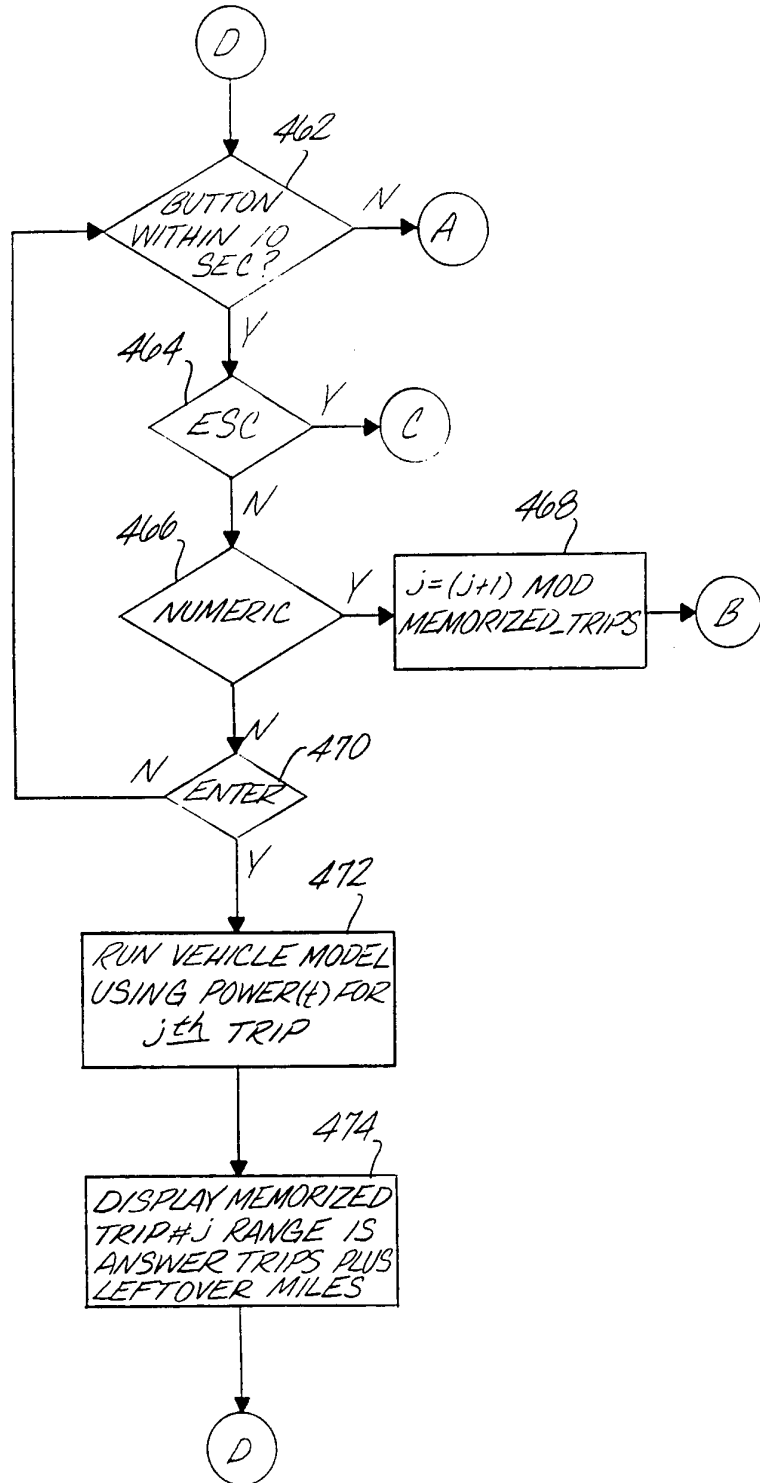 D
462
BUTTON
WITHIN 10
SEC?
N
A
Y
464
ESC
Y
C
N
466
NUMERIC
Y
468
j=(j+1) MOD
MEMORIZED_TRIPS
B
N
470
ENTER
N
Y
472
RUN VEHICLE MODEL
USING POWER(t) FOR
jth TRIP
474
DISPLAY MEMORIZED
TRIP#j RANGE IS
ANSWER TRIPS PLUS
LEFTOVER MILES
D